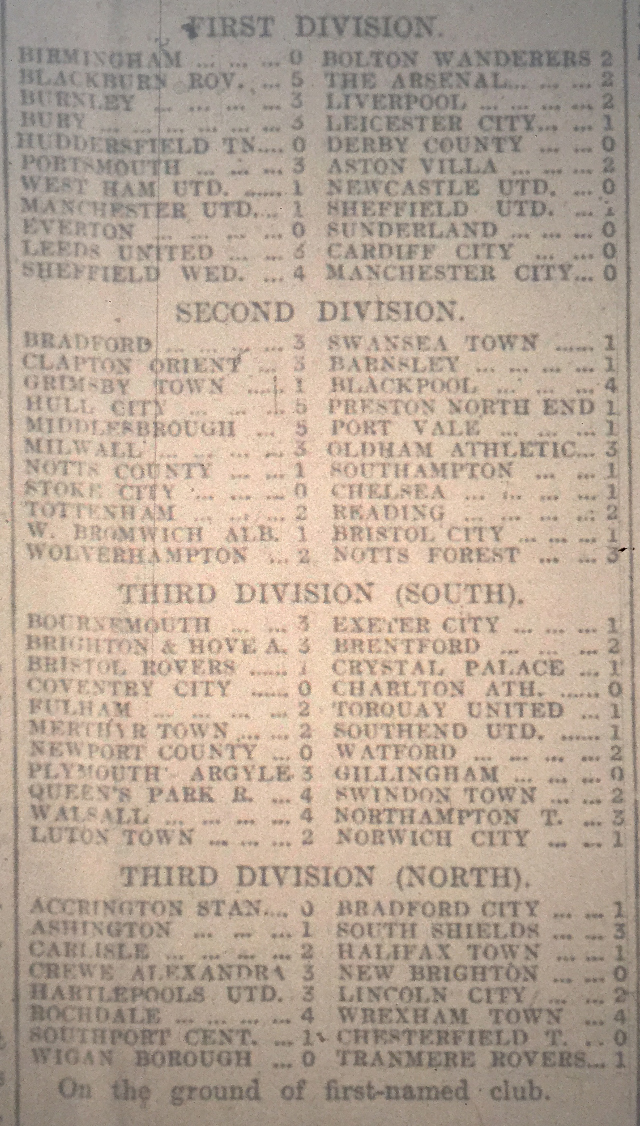 FIRST DIVISION.
BIRMINGHAM ... ... ... 0 BOLTON WANDERERS 2
BLACKBURN ROV. ... 5 THE ARSENAL... ... ... 2
BURNLEY ... ... ... ... 3 LIVERPOOL ... ... ... ... 2
BURY ... ... ... ... ... 3 LEICESTER CITY... ... ... 1
HUDDERSFIELD TN.... 0 DERBY COUNTY ... ... 0
PORTSMOUTH ... ... ... 3 ASTON VILLA ... ... ... 2
WEST HAM UTD. ...... 1 NEWCASTLE UTD. ... 0
MANCHESTER UTD... 1 SHEFFIELD UTD. ...
EVERTON ... ... ... ... 0 SUNDERLAND ... ... ... 0
LEEDS UNITED ... ... CARDIFF CITY ... ... 0
SHEFFIELD WED. ... 4 MANCHESTER CITY... 0
SECOND DIVISION.
BRADFORD ... ... ... ... 3 SWANSEA TOWN ...... 1
CLAPTON ORIENT ... 3 BARNSLEY ... ... ... ... 1
GRIMSBY TOWN ......1 BLACKPOOL ... ... ... 4
HULL CITY ... ... ... 5 PRESTON NORTH END 1
MIDDLESBROUGH ... 5 PORT VALE ... ... ... 1
MILWALL ... ... ... ... 3 OLDHAM ATHLETIC... 3
NOTTS COUNTY ... ... 1 SOUTHAMPTON ... ... 1
STOKE CITY ... ... ... 0 CHELSEA ... ... ... ... 1
TOTTENHAM ... ... ... 2 READING ... ... ... ... 2
W. BROMWICH ALB. 1 BRISTOL CITY ... ... ... 1
WOLVERHAMPTON ... 2 NOTTS FOREST ... ... 3
THIRD DIVISION (SOUTH).
BOURNEMOUTH ... ... 3 EXETER CITY ... ... ... 1
BRIGHTON & HOVE A. 3 BRENTFORD ... ... ... 2
BRISTOL ROVERS ...... CRYSTAL PALACE ... 1
COVENTRY CITY ...... 0 CHARLTON ATH. ...... 0
FULHAM ... ... ... ... 2 TORQUAY UNITED ... 1
MERTHYR TOWN ... ... 2 SOUTHEND UTD. ...... 1
NEWPORT COUNTY ... 0 WATFORD ... ... ... ... 2
PLYMOUTH ARGYLE 3 GILLINGHAM ... ... ... 0
QUEEN'S PARK R. ... 4 SWINDON TOWN ... ... 2
WALSALL ... ... ... ... 4 NORTHAMPTON T. ... 3
LUTON TOWN ... ... ... 2 NORWICH CITY ... ... 1
THIRD DIVISION (NORTH).
ACCRINGTON STAN.... 0 BRADFORD CITY ... ... 1
ASHINGTON ... ... ... 1 SOUTH SHIELDS ... ... 3
CARLISLE ... ... ... ... 2 HALIFAX TOWN ... ... 1
CREWE ALEXANDRA 3 NEW BRIGHTON ... ... 0
HARTLEPOOLS UTD. 3 LINCOLN CITY ... ... 2
ROCHDALE ... ... ... ... 4 WREXHAM TOWN ... 4
SOUTHPORT CENT. ... 1 CHESTERFIELD T. .. 0
WIGAN BOROUGH ... 0 TRANMERE ROVERS... 1
On the ground of first-named club.